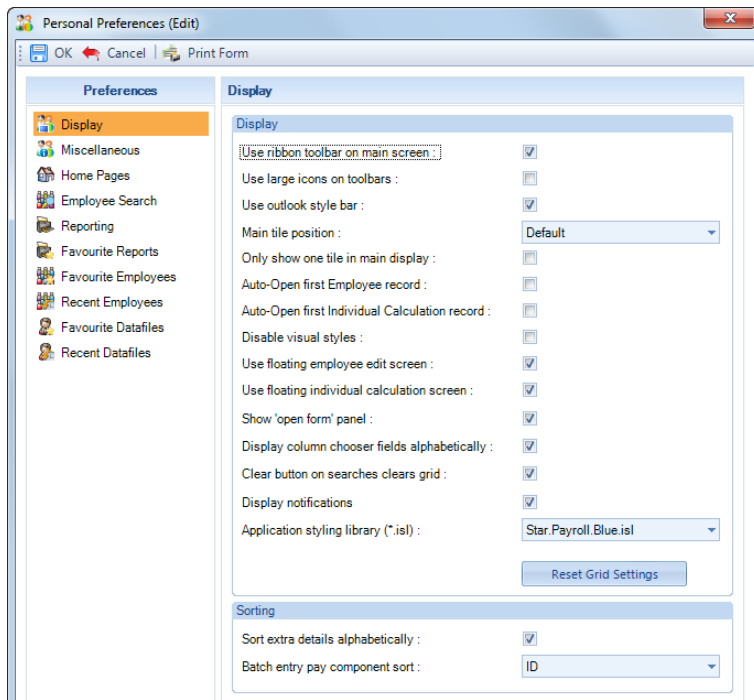 Personal Preferences (Edit)
OK Cancel Print Form
Preferences
Display
Miscellaneous
Home Pages
Employee Search
Reporting
Favourite Reports
Favourite Employees
Recent Employees
Favourite Datafiles
Recent Datafiles
Display
Display
Use ribbon toolbar on main screen :
Use large icons on toolbars :
Use outlook style bar :
Main tile position : Default
Only show one tile in main display :
Auto-Open first Employee record :
Auto-Open first Individual Calculation record :
Disable visual styles :
Use floating employee edit screen :
Use floating individual calculation screen :
Show 'open form' panel :
Display column chooser fields alphabetically :
Clear button on searches clears grid :
Display notifications
Application styling library (*.isl) : Star.Payroll.Blue.isl
Reset Grid Settings
Sorting
Sort extra details alphabetically :
Batch entry pay component sort : ID